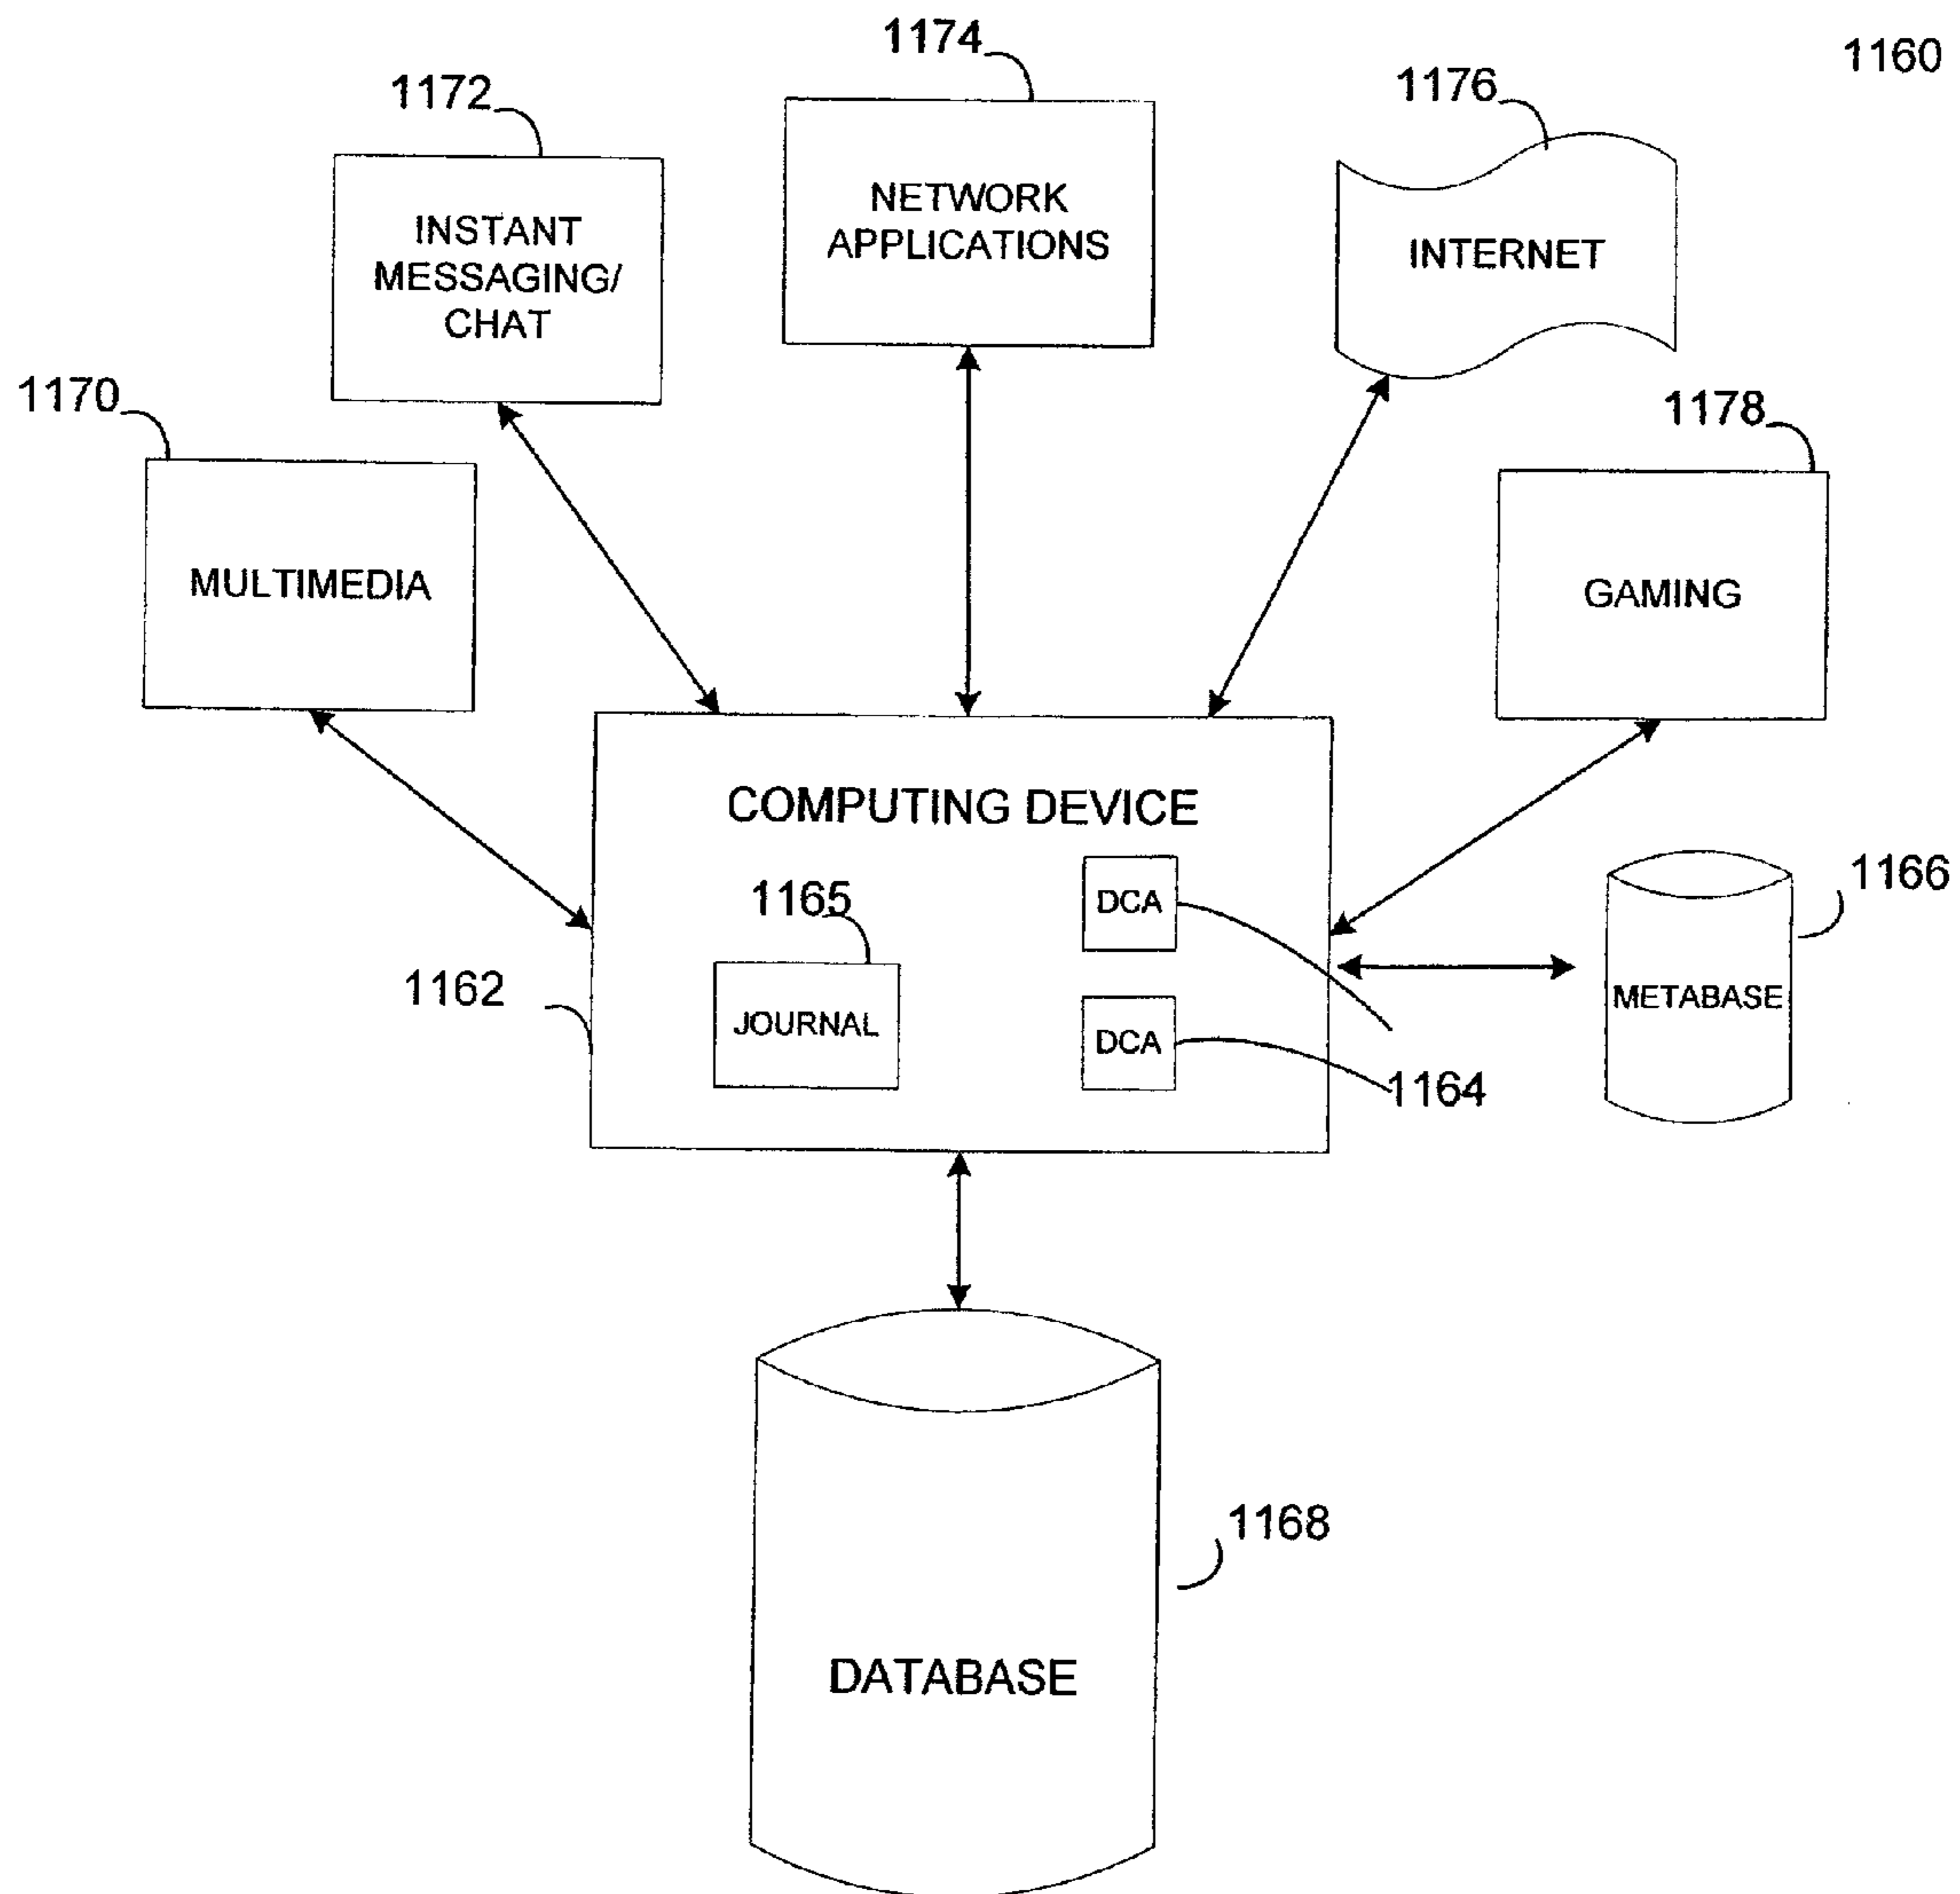 1174
1160
1172
1176
NETWORK
APPLICATIONS
INSTANT
MESSAGING/
CHAT
INTERNET
1170
1178
MULTIMEDIA
GAMING
COMPUTING DEVICE
1166
1165
DCA
1162
JOURNAL
METABASE
DCA
1164
1168
DATABASE